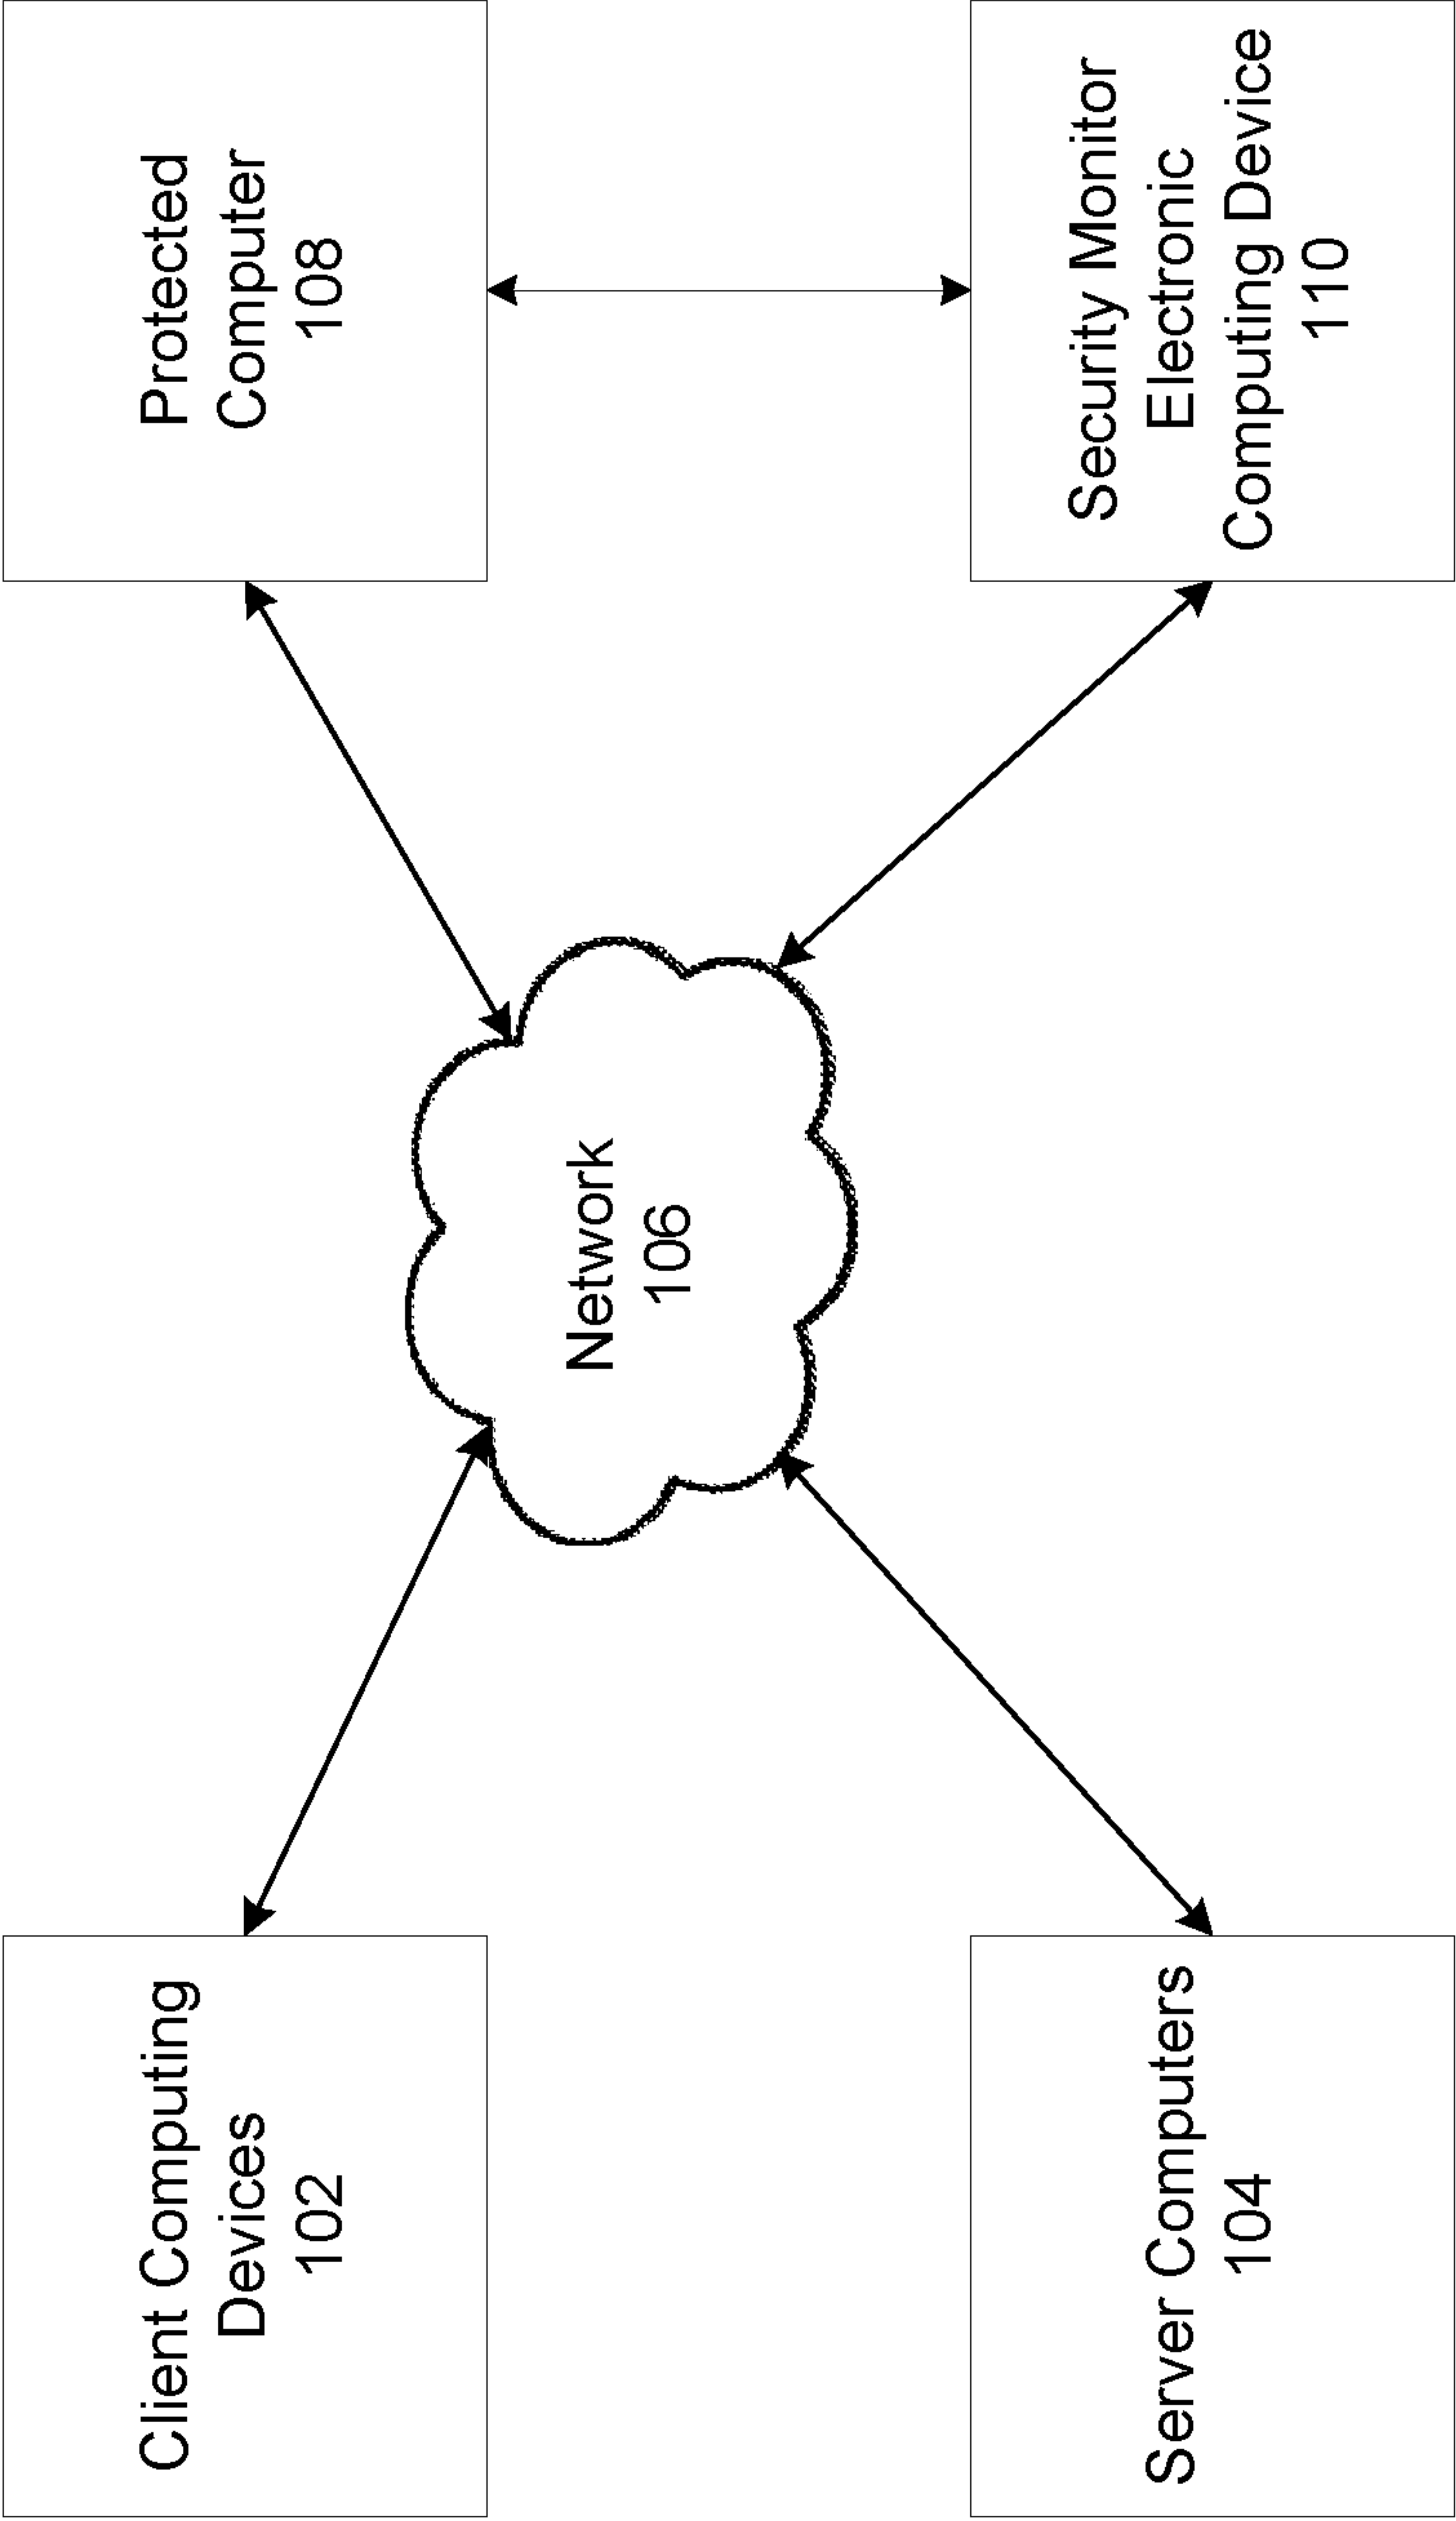 Client Computing
Devices
102
Server Computers
104
Network
106
Protected
Computer
108
Security Monitor
Electronic
Computing Device
110